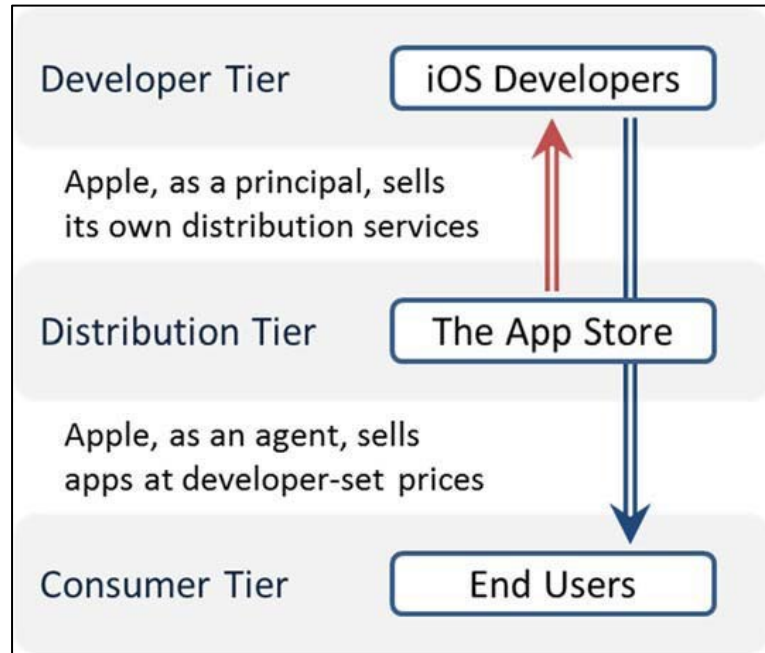 Developer Tier
iOS Developers
Apple, as a principal, sells
its own distribution services
Distribution Tier
The App Store
Apple, as an agent, sells
apps at developer-set prices
Consumer Tier
End Users